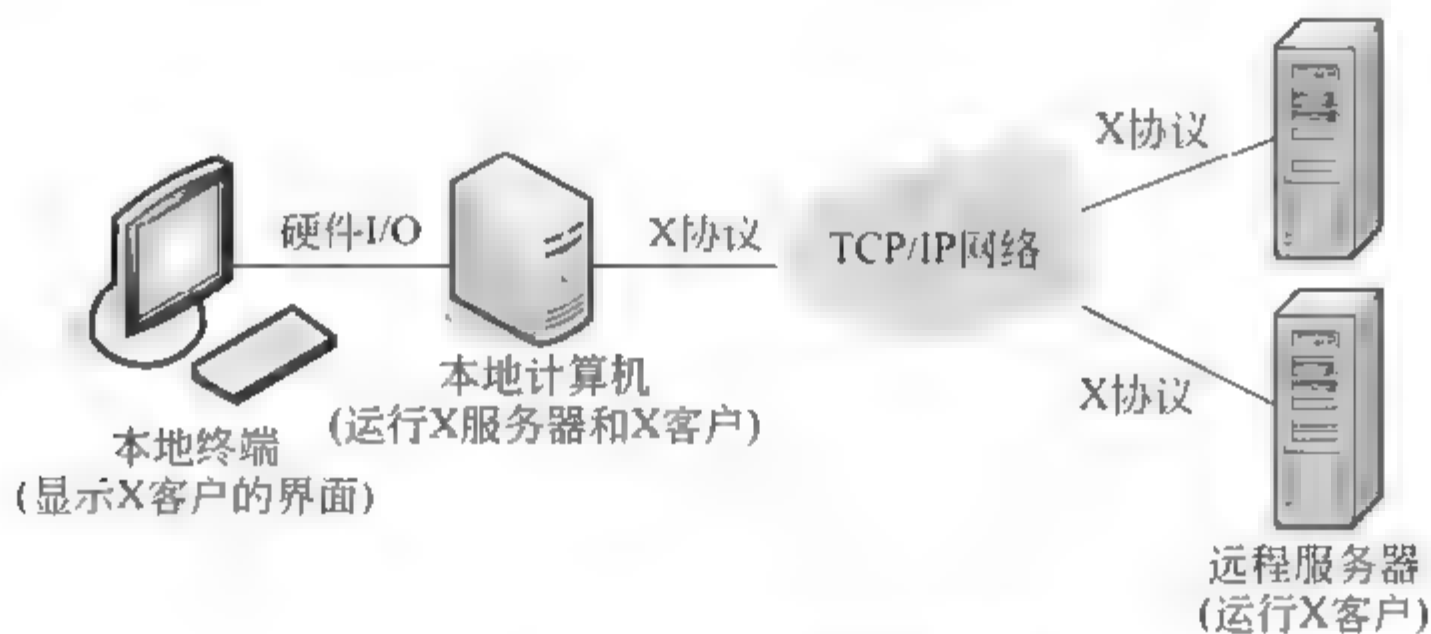 X协议
硬件I/O
X协议
TCP/IP网络
本地计算机
(运行X服务器和X客户)
X协议
本地终端
(显示X客户的界面)
远程服务器
(运行X客户)